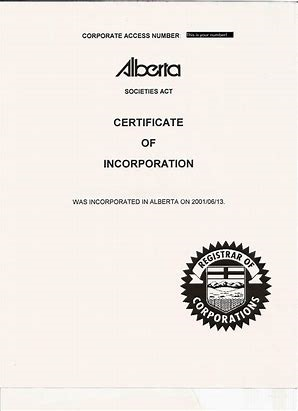 CORPORATE ACCESS NUMBER This is your number!
Alberta
SOCIETIES ACT
CERTIFICATE
OF
INCORPORATION
WAS INCORPORATED IN ALBERTA ON 2001/06/13.
REGISTRAR OF
CORPORATIONS